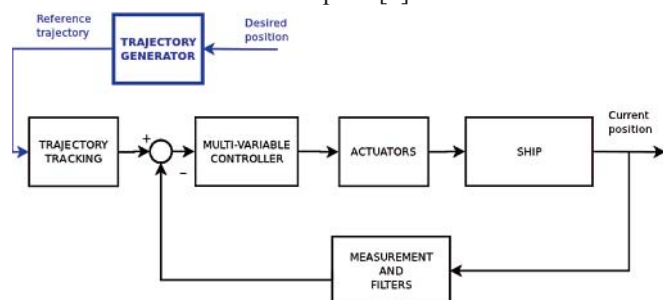 Reference
trajectory
TRAJECTORY
GENERATOR
Desired
position
TRAJECTORY
TRACKING
+
−
MULTI-VARIABLE
CONTROLLER
ACTUATORS
SHIP
Current
position
MEASUREMENT
AND
FILTERS